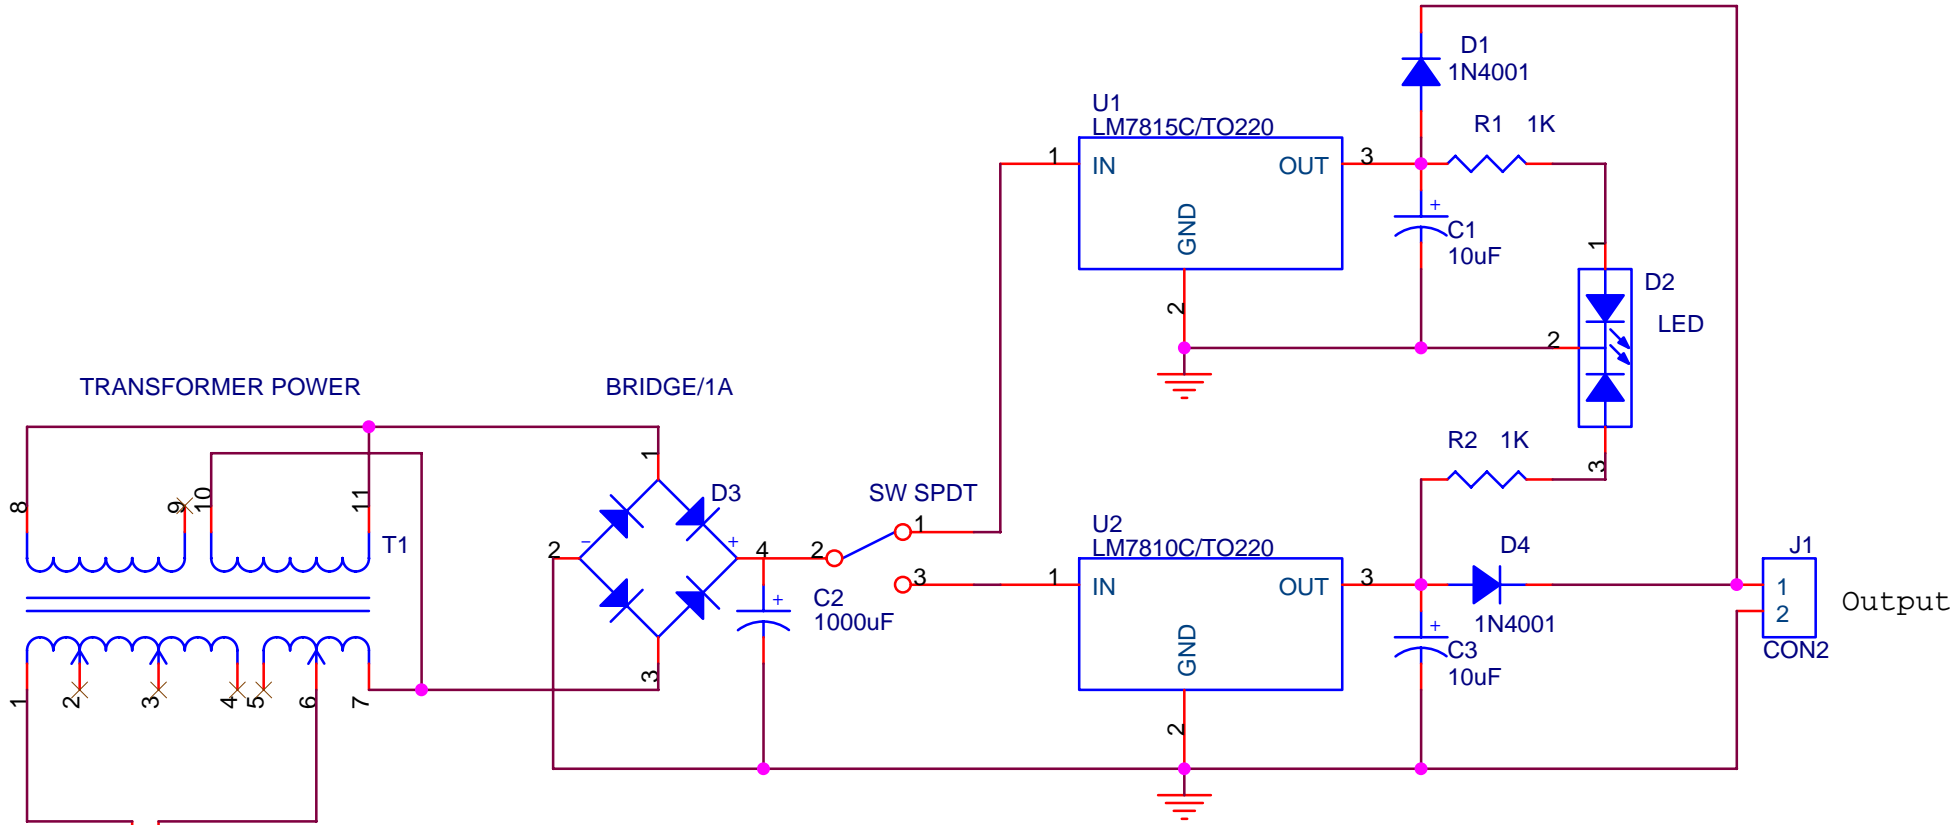 D1
1N4001
U1
LM7815C/TO220
R1 1K
1
IN
OUT
3
GND
2
+
C1
10uF
1
D2
LED
2
3
TRANSFORMER POWER
BRIDGE/1A
R2 1K
8
9
10
11
T1
1
D3
2
-
+
4
3
SW SPDT
2
1
3
C2
1000uF
+
U2
LM7810C/TO220
1
IN
OUT
3
GND
2
D4
1N4001
+
C3
10uF
J1
1
2
CON2
Output
1
2
3
4
5
6
7